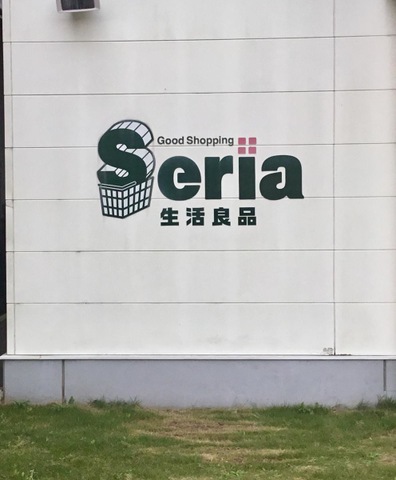 Good Shopping
Seria
生活良品